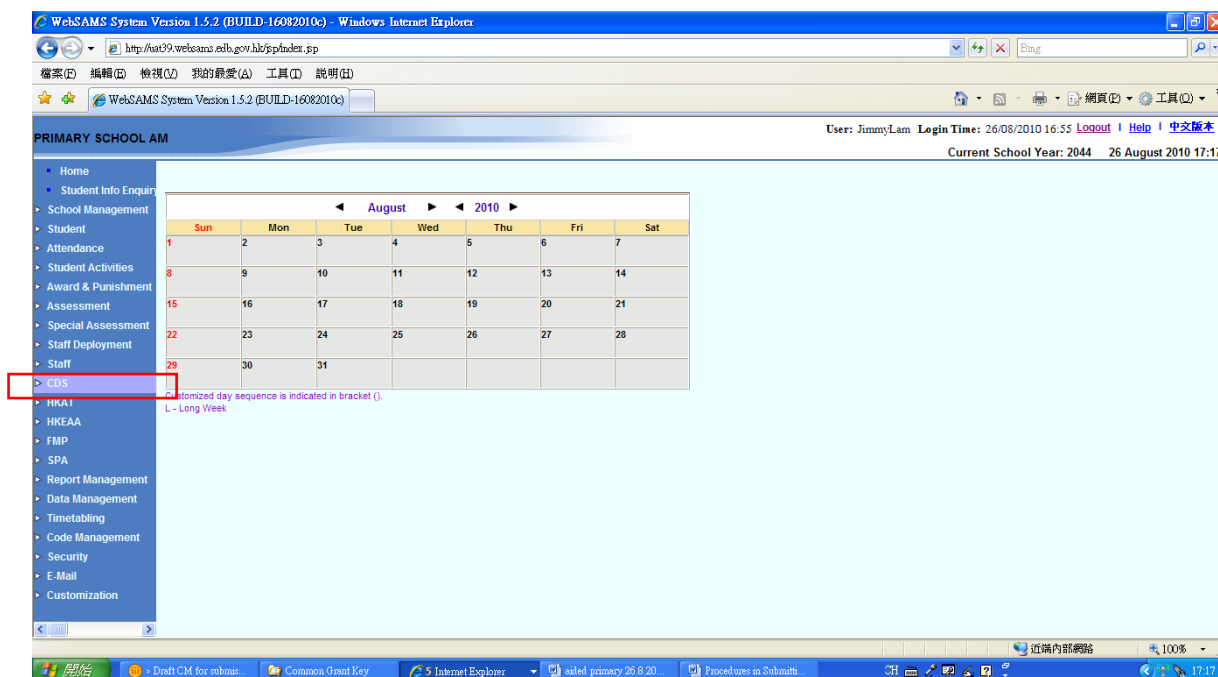 WebSAMS System Version 1.5.2 (BUILD-16082010c) - Windows Internet Explorer
http://uat39.websams.edb.gov.hk/jsp/index.jsp
Bing
檔案(F) 編輯(E) 檢視(V) 我的最愛(A) 工具(T) 說明(H)
WebSAMS System Version 1.5.2 (BUILD-16082010c)
網頁(P) 工具(O)
PRIMARY SCHOOL AM
User: JimmyLam Login Time: 26/08/2010 16:55 Logout | Help | 中文版本
Current School Year: 2044 26 August 2010 17:17
Home
Student Info Enquiry
School Management
Student
Attendance
Student Activities
Award & Punishment
Assessment
Special Assessment
Staff Deployment
Staff
CDS
HKAT
HKEAA
FMP
SPA
Report Management
Data Management
Timetabling
Code Management
Security
E-Mail
Customization
August 2010
Sun Mon Tue Wed Thu Fri Sat
1 2 3 4 5 6 7
8 9 10 11 12 13 14
15 16 17 18 19 20 21
22 23 24 25 26 27 28
29 30 31
Customized day sequence is indicated in bracket ().
L - Long Week
近端內部網路 100%
開始 > Draft CM for submis... Common Grant Key 5 Internet Explorer aided primary 26.8.20... Procedures in Submitti... CH 17:17